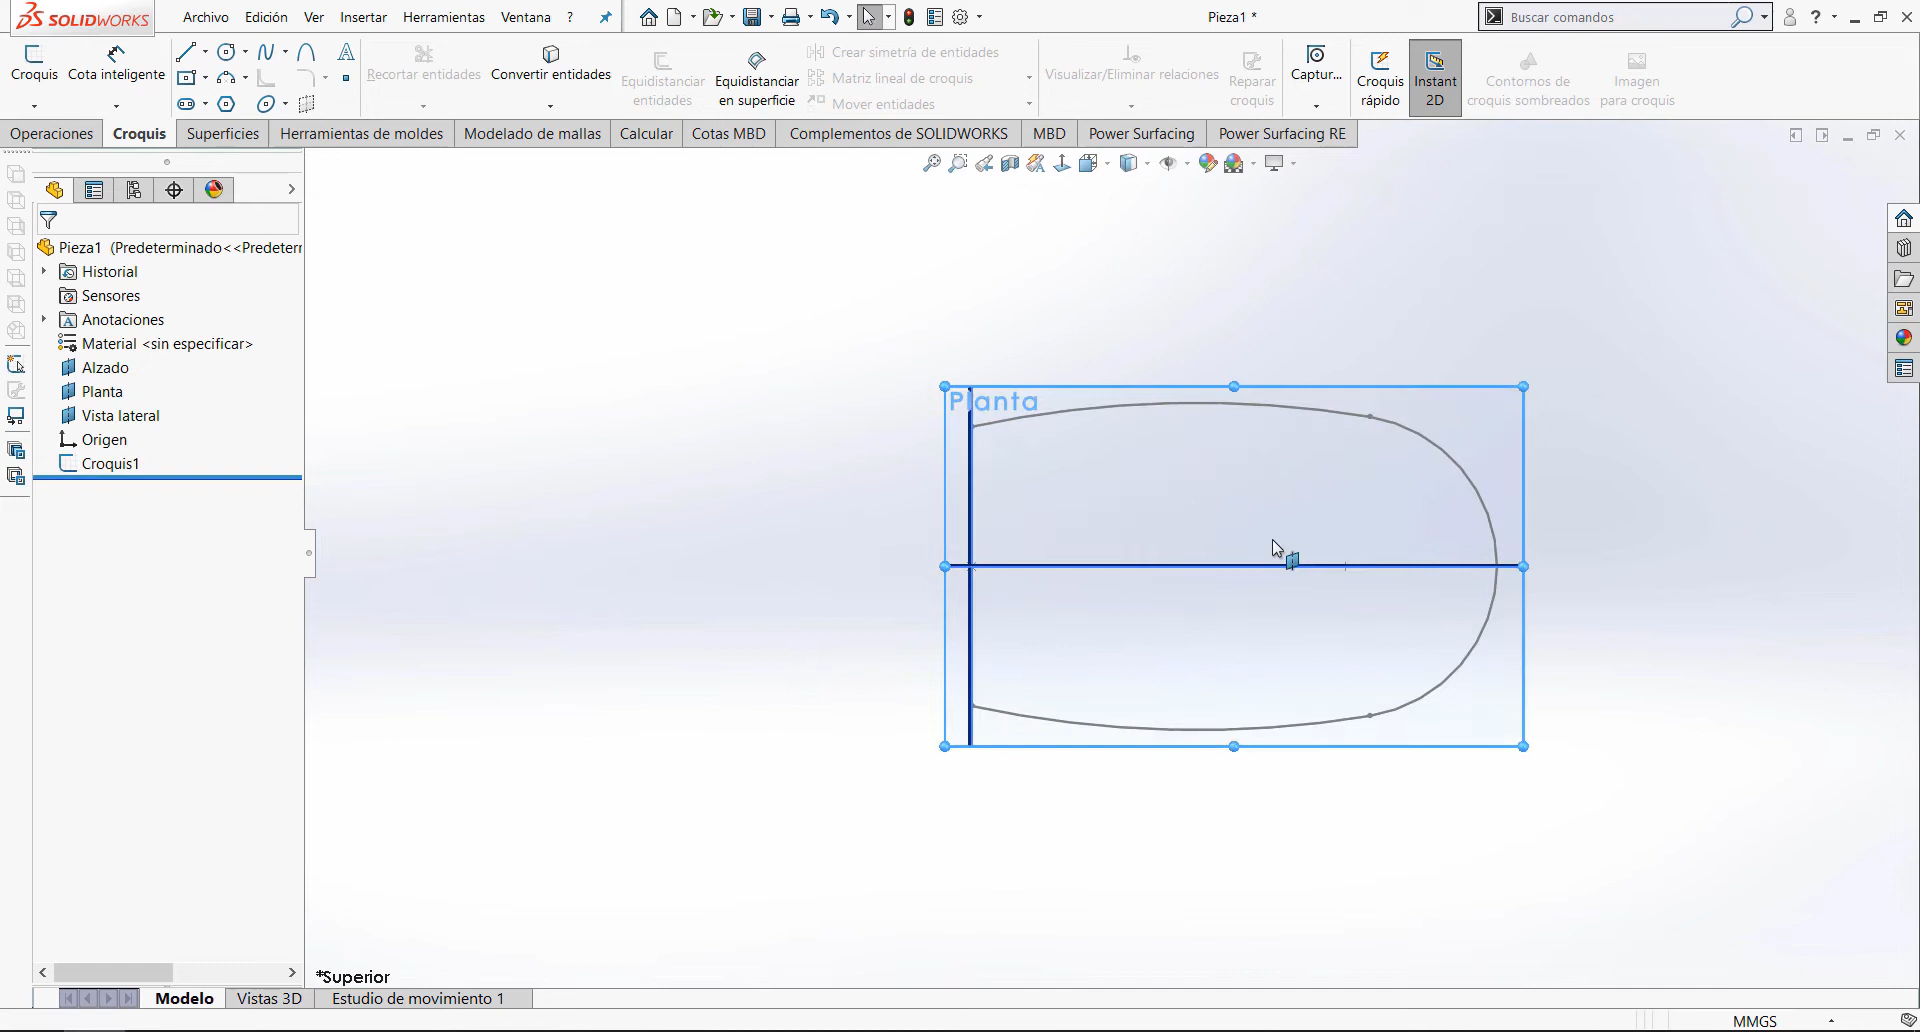 SOLIDWORKS
Archivo Edición Ver Insertar Herramientas Ventana ?
Pieza1 *
Buscar comandos
?
Croquis
Cota inteligente
Recortar entidades
Convertir entidades
Equidistanciar
entidades
Equidistanciar
en superficie
Crear simetría de entidades
Matriz lineal de croquis
Mover entidades
Visualizar/Eliminar relaciones
Reparar
croquis
Captur...
Croquis
rápido
Instant
2D
Contornos de
croquis sombreados
Imagen
para croquis
Operaciones Croquis Superficies Herramientas de moldes Modelado de mallas Calcular Cotas MBD Complementos de SOLIDWORKS MBD Power Surfacing Power Surfacing RE
Pieza1 (Predeterminado<<Predeterr
Historial
Sensores
Anotaciones
Material <sin especificar>
Alzado
Planta
Vista lateral
Origen
Croquis1
Planta
*Superior
Modelo Vistas 3D Estudio de movimiento 1
MMGS